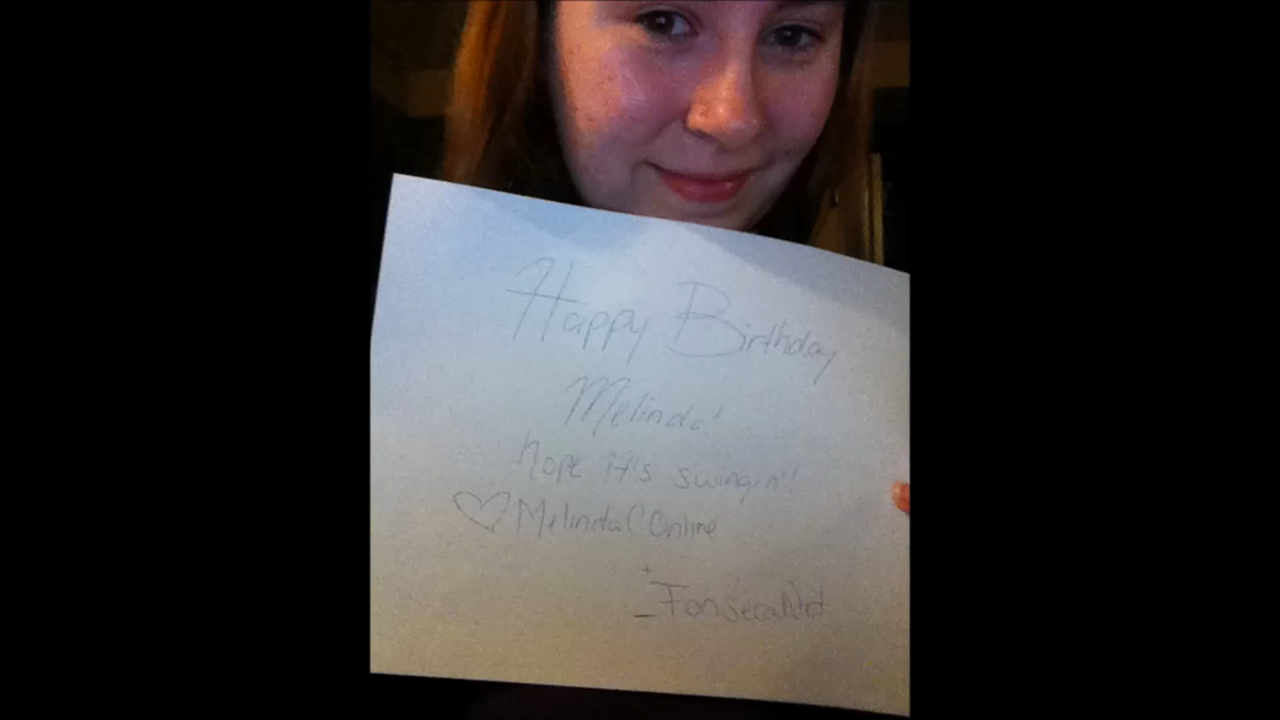 Happy Birthday
Melinda!
hope it's swingin'!
♡ MelindaCOnline
+
_FonsecaNet